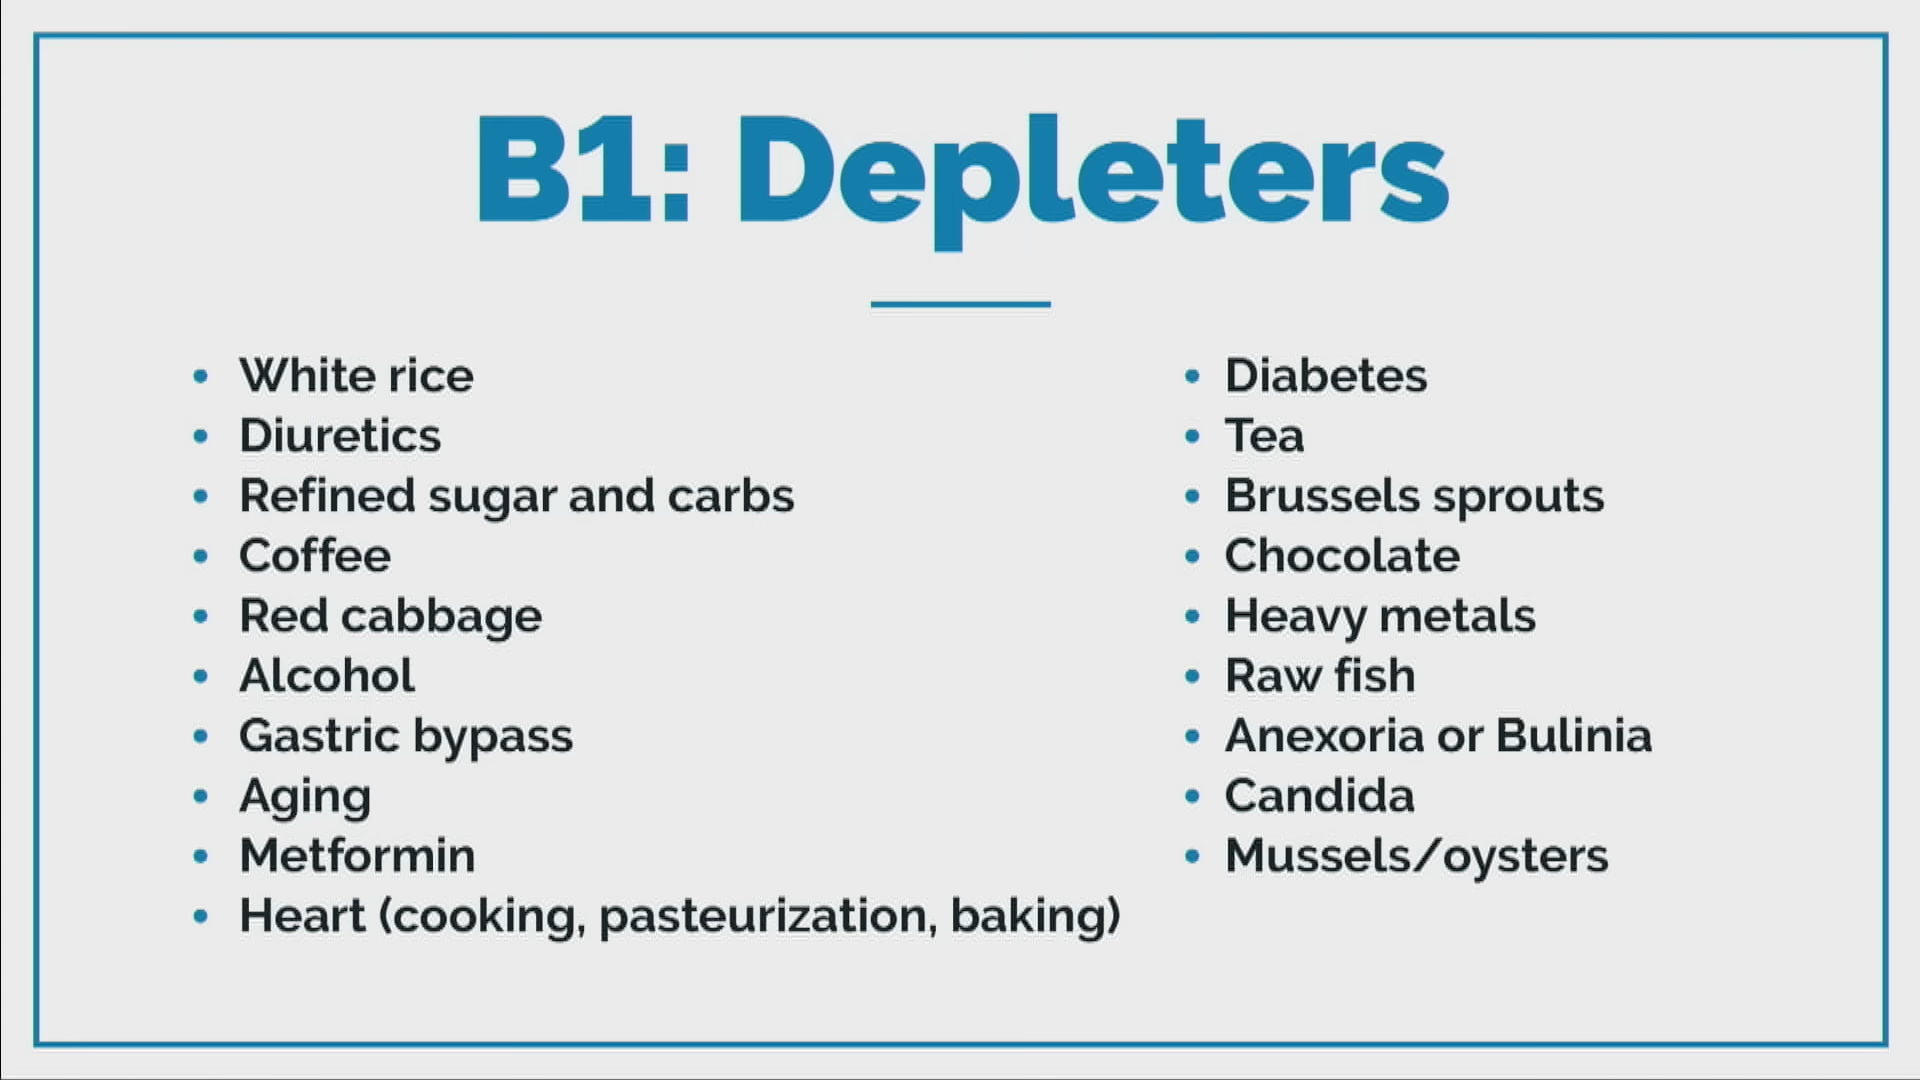 B1: Depleters
• White rice
• Diuretics
• Refined sugar and carbs
• Coffee
• Red cabbage
• Alcohol
• Gastric bypass
• Aging
• Metformin
• Heart (cooking, pasteurization, baking)
• Diabetes
• Tea
• Brussels sprouts
• Chocolate
• Heavy metals
• Raw fish
• Anexoria or Bulinia
• Candida
• Mussels/oysters